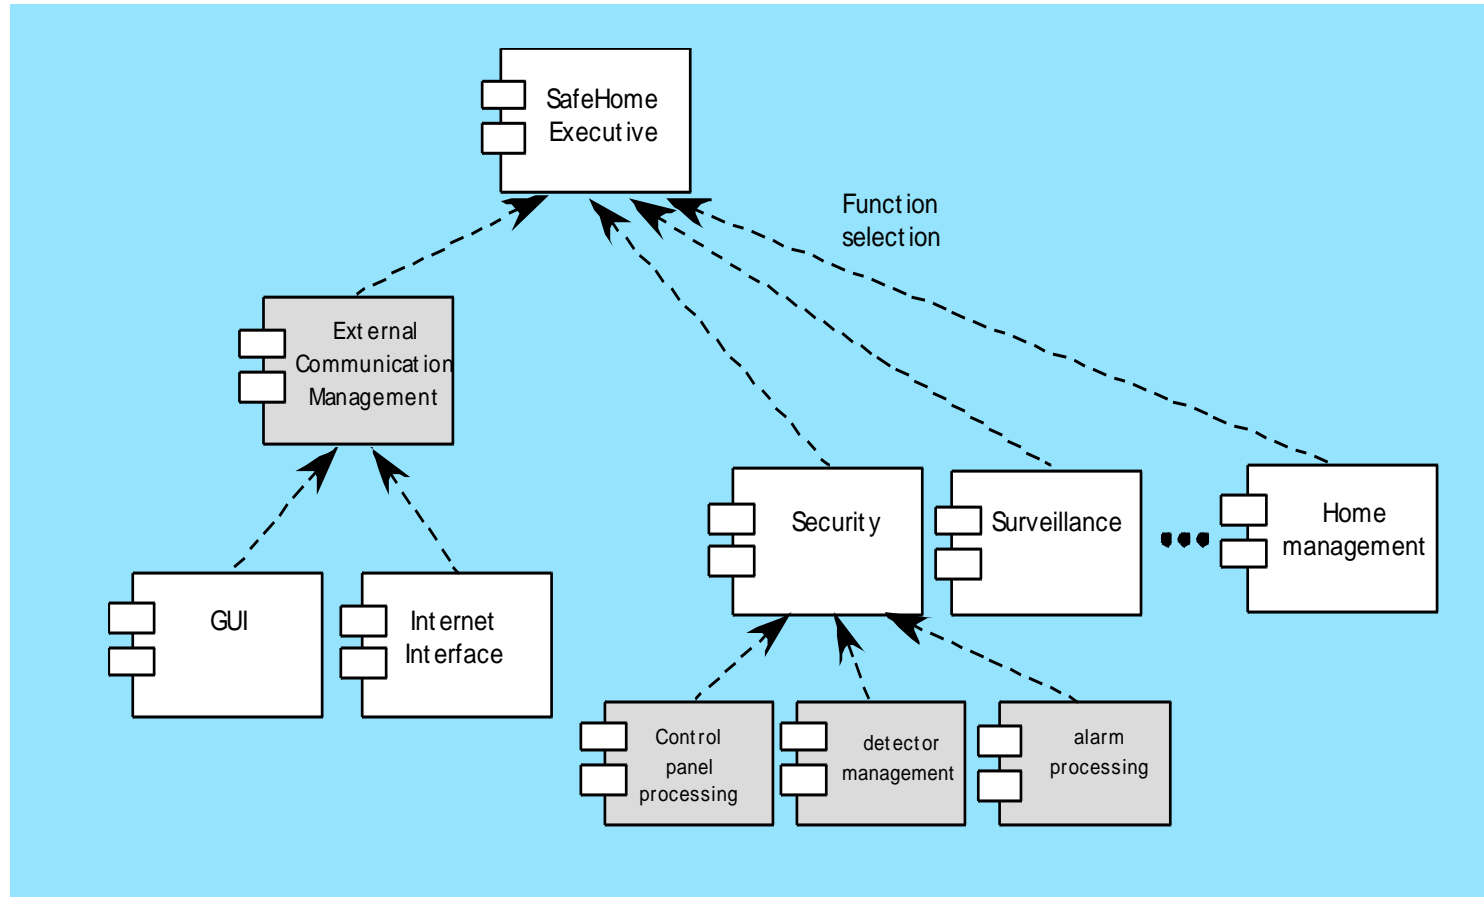 SafeHome
Executive
Function
selection
External
Communication
Management
Security
Surveillance
Home
management
GUI
Internet
Interface
Control
panel
processing
detector
management
alarm
processing